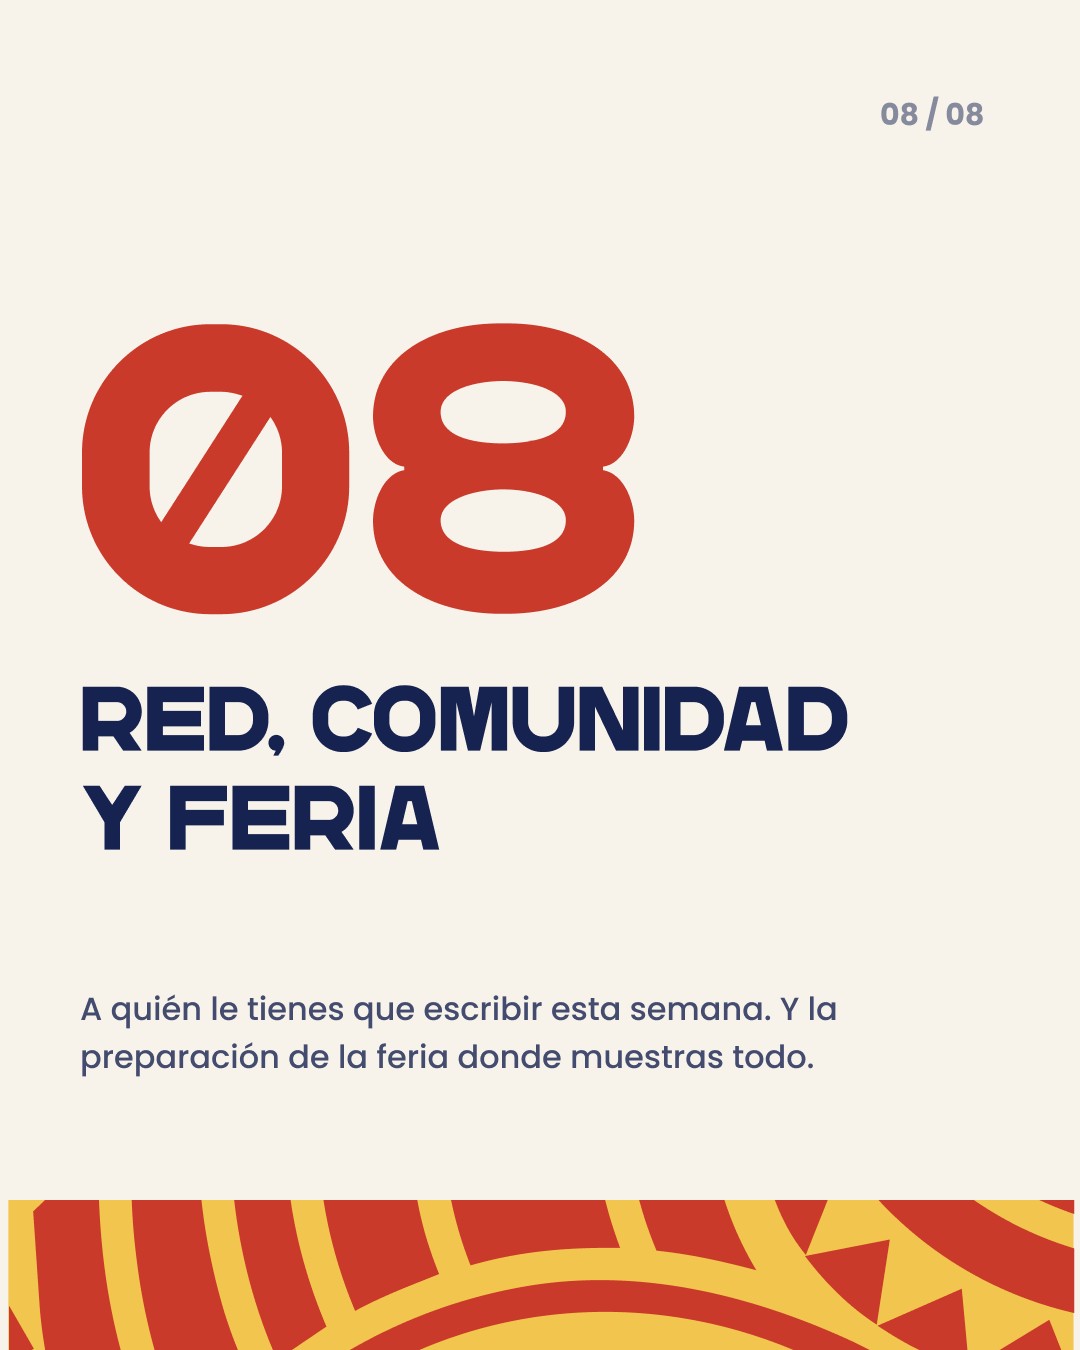 08 / 08
08
RED, COMUNIDAD
Y FERIA
A quién le tienes que escribir esta semana. Y la
preparación de la feria donde muestras todo.